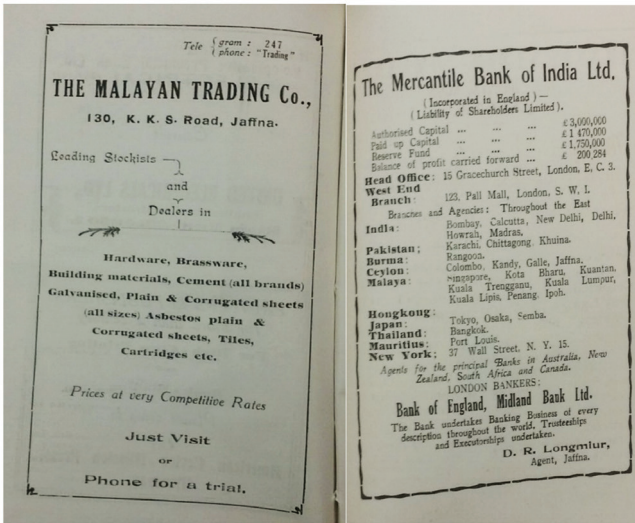 Tele { gram : 247
phone : "Trading"
THE MALAYAN TRADING Co.,
130, K. K. S. Road, Jaffna.
Leading Stockists
and
Dealers in
Hardware, Brassware,
Building materials, Cement (all brands)
Galvanised, Plain & Corrugated sheets
(all sizes) Asbestos plain &
Corrugated sheets, Tiles,
Cartridges etc.
Prices at very Competitive Rates
Just Visit
or
Phone for a trial.
The Mercantile Bank of India Ltd,
( Incorporated in England ) —
( Liability of Shareholders Limited ).
Authorised Capital ... ... ... £ 3,000,000
Paid up Capital ... ... ... £ 1 470,000
Reserve Fund ... ... ... £ 1,750,000
Balance of profit carried forward ... £ 200,284
Head Office : 15 Gracechurch Street, London, E, C. 3.
West End
Branch : 123, Pall Mall, London, S. W. 1.
Branches and Agencies : Throughout the East
India : Bombay, Calcutta, New Delhi, Delhi,
Howrah, Madras,
Pakistan ; Karachi, Chittagong, Khuina.
Burma : Rangoon.
Ceylon : Colombo, Kandy, Galle, Jaffna.
Malaya : Singapore, Kota Bharu, Kuantan,
Kuala Trengganu, Kuala Lumpur,
Kuala Lipis, Penang, Ipoh.
Hongkong :
Japan : Tokyo, Osaka, Semba.
Thailand : Bangkok.
Mauritius : Port Louis.
New York ; 37 Wall Street, N. Y. 15.
Agents for the principal Banks in Australia, New
Zealand, South Africa and Canada.
LONDON BANKERS :
Bank of England, Midland Bank Ltd.
The Bank undertakes Banking Business of every
description throughout the world, Trusteeships
and Executorships undertaken.
D. R. Longmiur,
Agent, Jaffna.